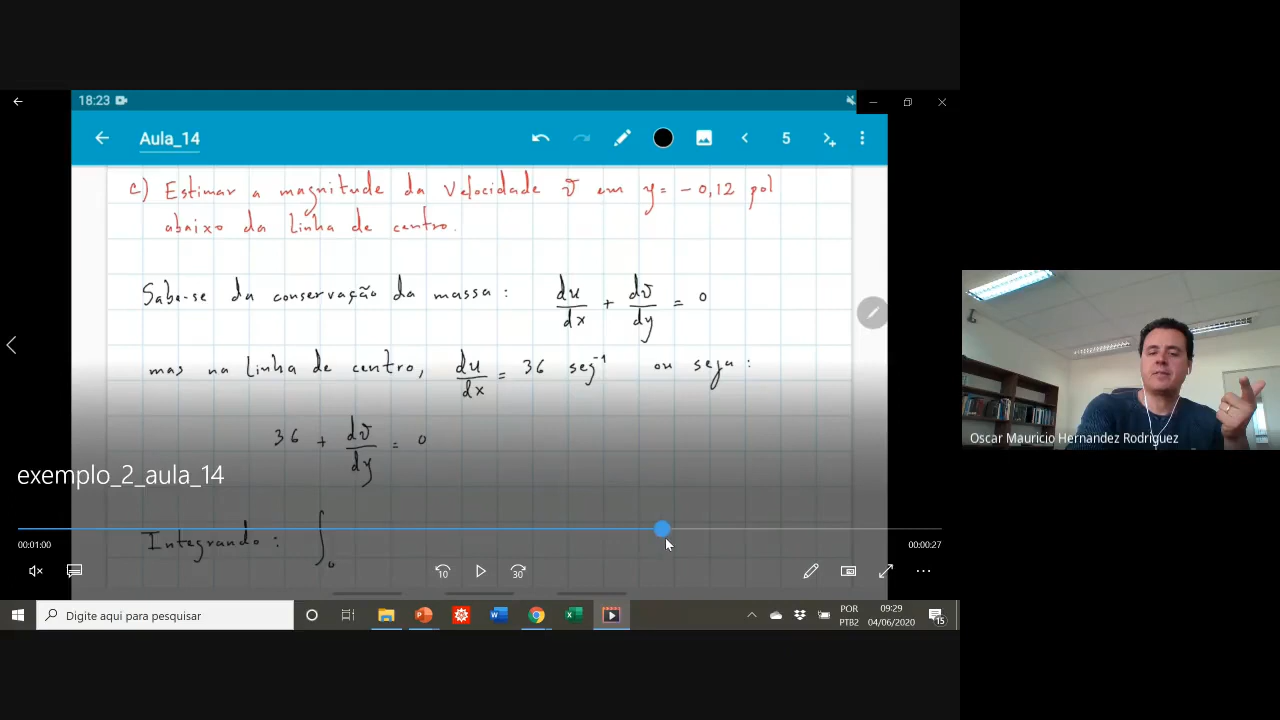 18:23
Aula_14
5
c) Estimar a magnitude da velocidade v em y = - 0,12 pol
abaixo da linha de centro.
Sabe-se da conservação da massa : du/dx + dv/dy = 0
mas na linha de centro, du/dx = 36 seg⁻¹ ou seja :
36 + dv/dy = 0
exemplo_2_aula_14
Integrando : ∫₀
00:01:00
00:00:27
10
30
Digite aqui para pesquisar
POR
PTB2
09:29
04/06/2020
15
Oscar Mauricio Hernandez Rodriguez